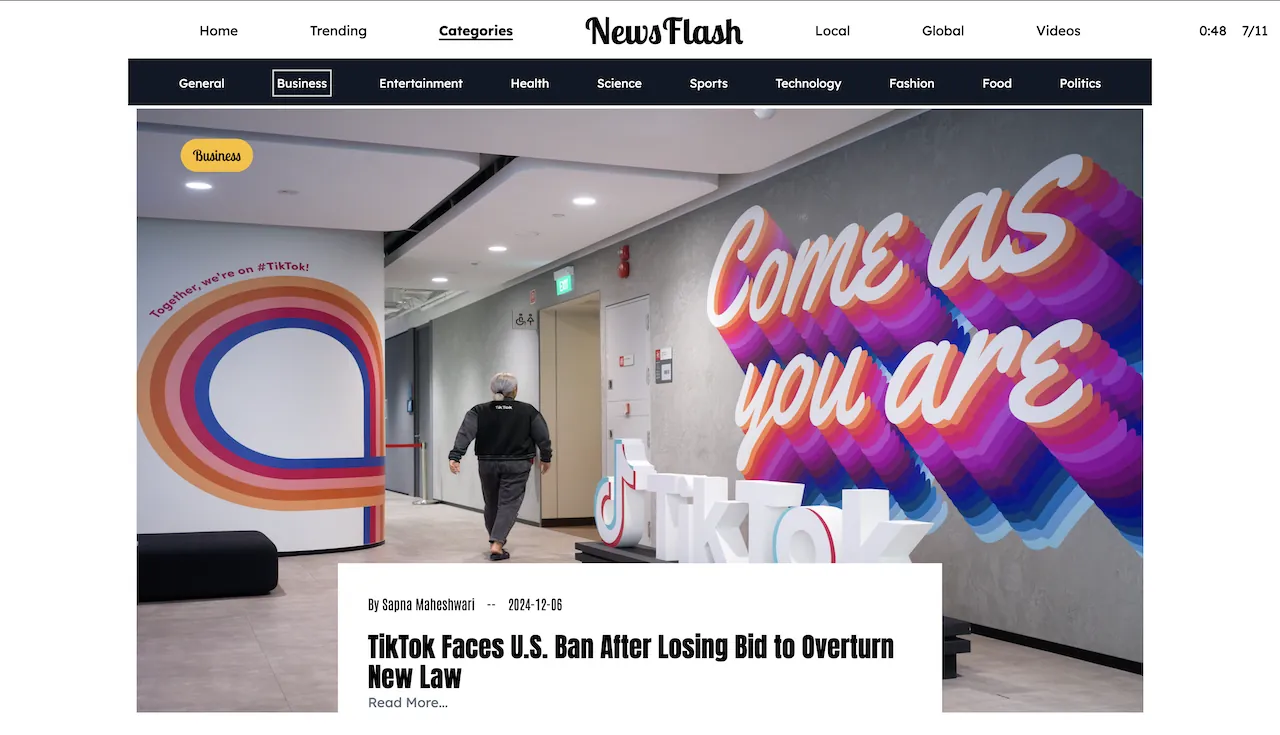 Home Trending Categories NewsFlash Local Global Videos 0:48 7/11
General Business Entertainment Health Science Sports Technology Fashion Food Politics
Business
Together, we're on #TikTok!
Come as
you are
EXIT
TikTok
TikTok
By Sapna Maheshwari -- 2024-12-06
TikTok Faces U.S. Ban After Losing Bid to Overturn
New Law
Read More...